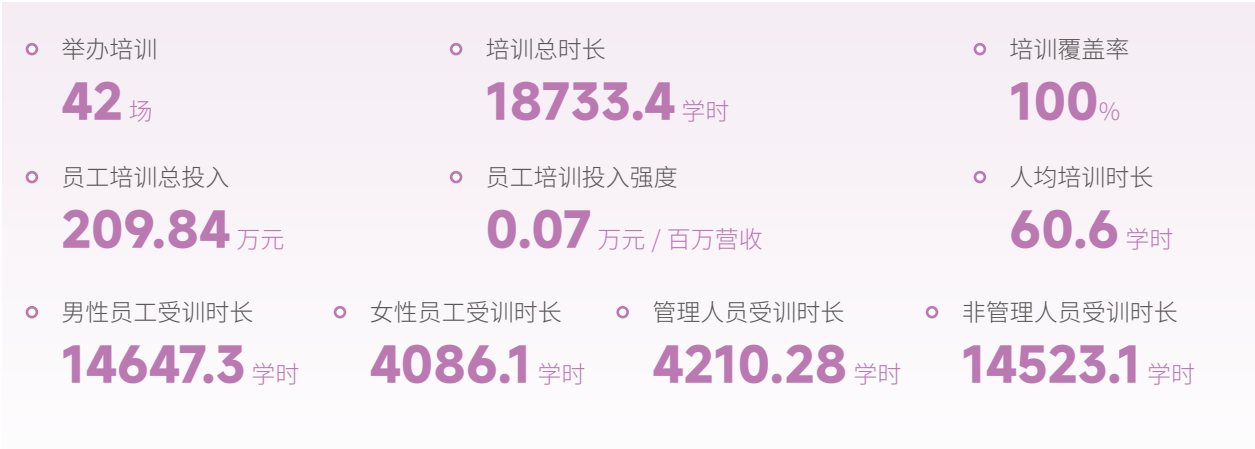 举办培训 培训总时长 培训覆盖率
42 场 18733.4 学时 100%
员工培训总投入 员工培训投入强度 人均培训时长
209.84 万元 0.07 万元 / 百万营收 60.6 学时
男性员工受训时长 女性员工受训时长 管理人员受训时长 非管理人员受训时长
14647.3 学时 4086.1 学时 4210.28 学时 14523.1 学时